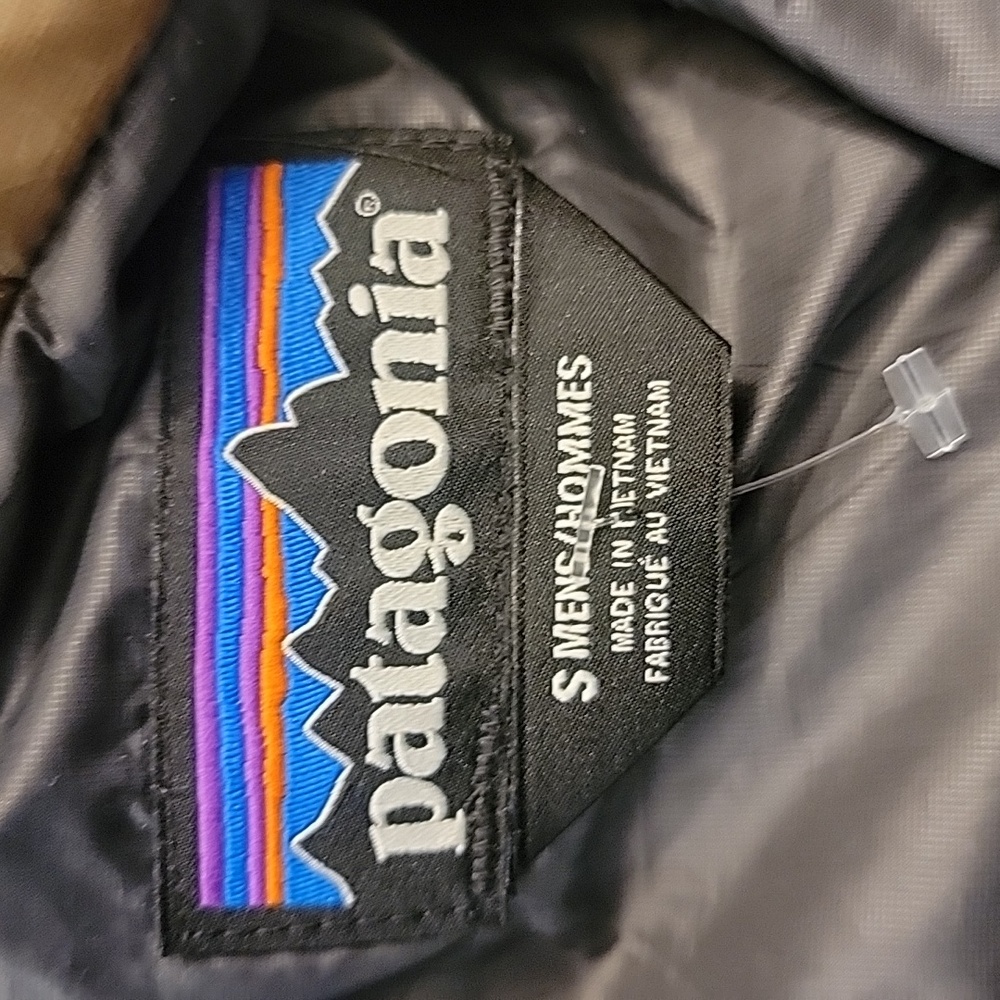 patagonia®
S MENS/HOMMES
MADE IN VIETNAM
FABRIQUÉ AU VIETNAM